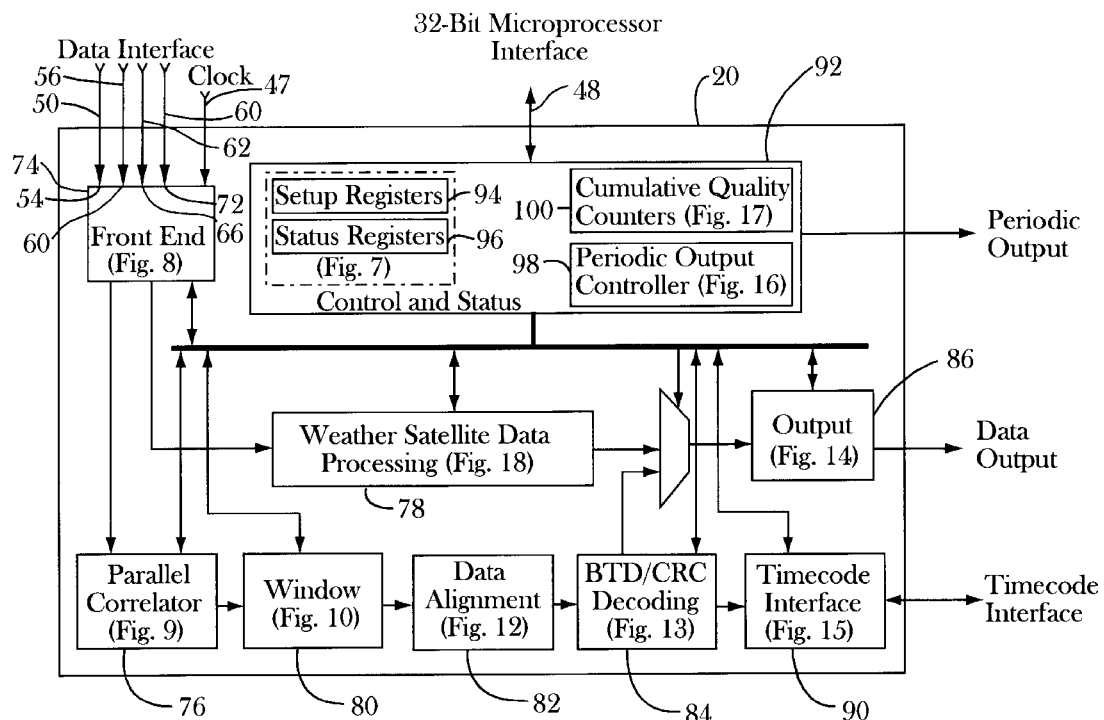 32-Bit Microprocessor
Interface
Data Interface
56
Clock
47
50
60
62
48
20
92
74
54
60
72
66
Front End
(Fig. 8)
Setup Registers
94
Status Registers
96
(Fig. 7)
Control and Status
100
Cumulative Quality
Counters (Fig. 17)
98
Periodic Output
Controller (Fig. 16)
Periodic
Output
Weather Satellite Data
Processing (Fig. 18)
78
Output
(Fig. 14)
86
Data
Output
Parallel
Correlator
(Fig. 9)
76
Window
(Fig. 10)
80
Data
Alignment
(Fig. 12)
82
BTD/CRC
Decoding
(Fig. 13)
84
Timecode
Interface
(Fig. 15)
90
Timecode
Interface